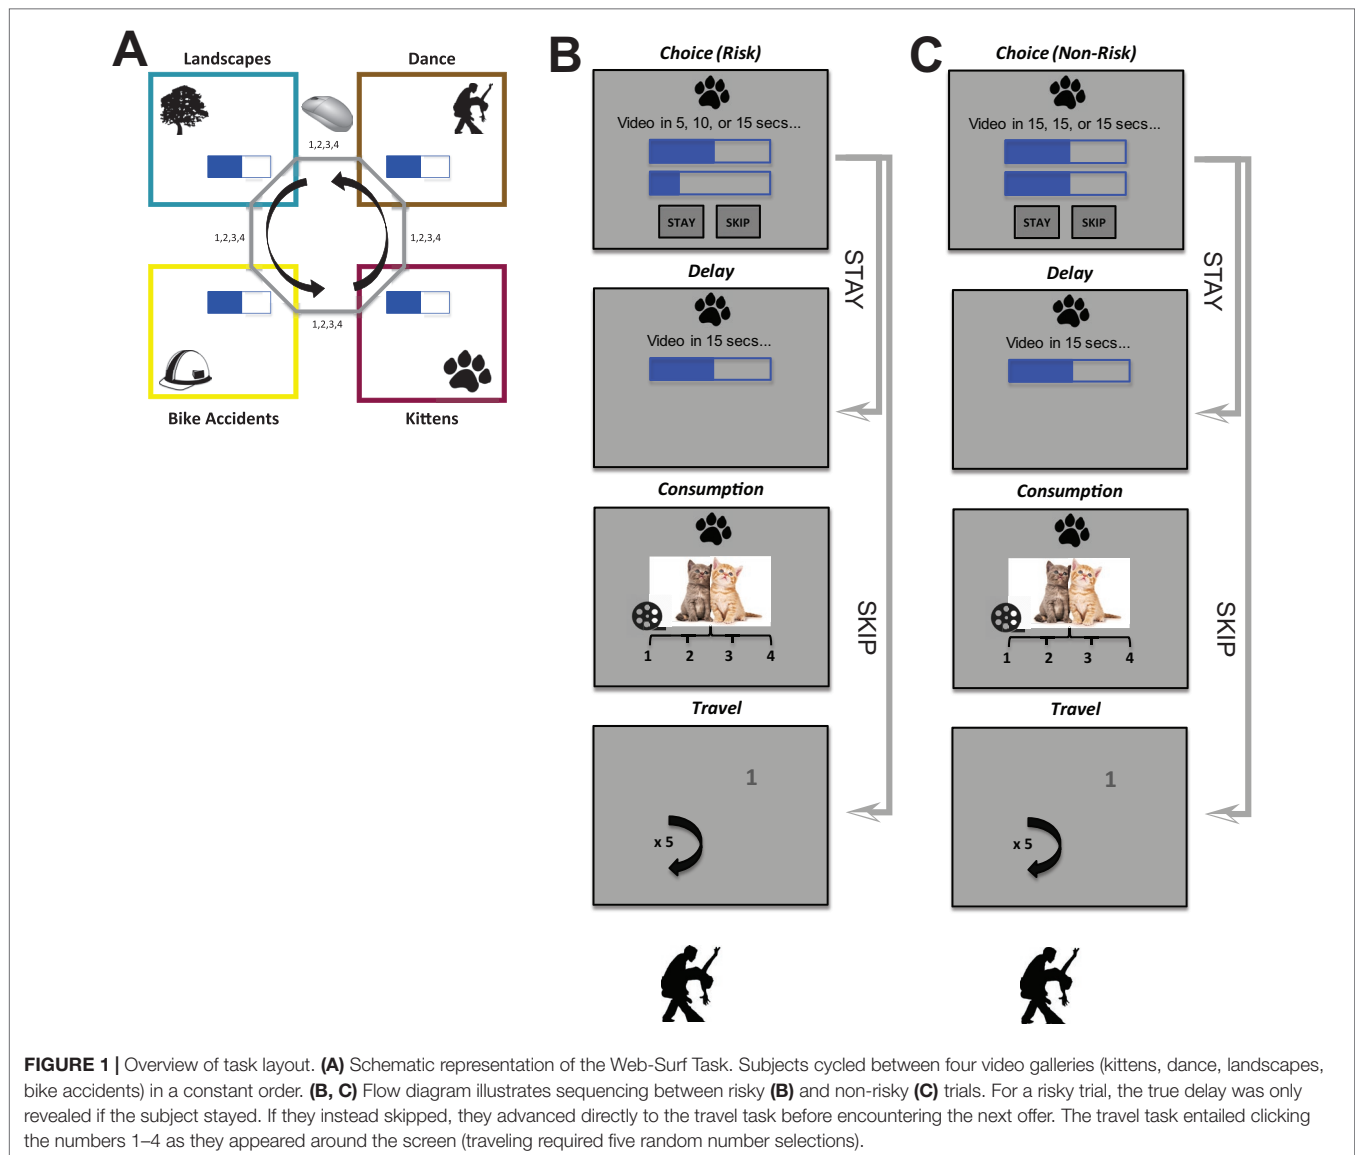 A
Landscapes
Dance
1,2,3,4
1,2,3,4
1,2,3,4
1,2,3,4
Bike Accidents
Kittens
B
Choice (Risk)
Video in 5, 10, or 15 secs...
STAY
SKIP
STAY
Delay
Video in 15 secs...
Consumption
1 2 3 4
SKIP
Travel
1
x 5
C
Choice (Non-Risk)
Video in 15, 15, or 15 secs...
STAY
SKIP
STAY
Delay
Video in 15 secs...
Consumption
1 2 3 4
SKIP
Travel
1
x 5
FIGURE 1 | Overview of task layout. (A) Schematic representation of the Web-Surf Task. Subjects cycled between four video galleries (kittens, dance, landscapes,
bike accidents) in a constant order. (B, C) Flow diagram illustrates sequencing between risky (B) and non-risky (C) trials. For a risky trial, the true delay was only
revealed if the subject stayed. If they instead skipped, they advanced directly to the travel task before encountering the next offer. The travel task entailed clicking
the numbers 1–4 as they appeared around the screen (traveling required five random number selections).